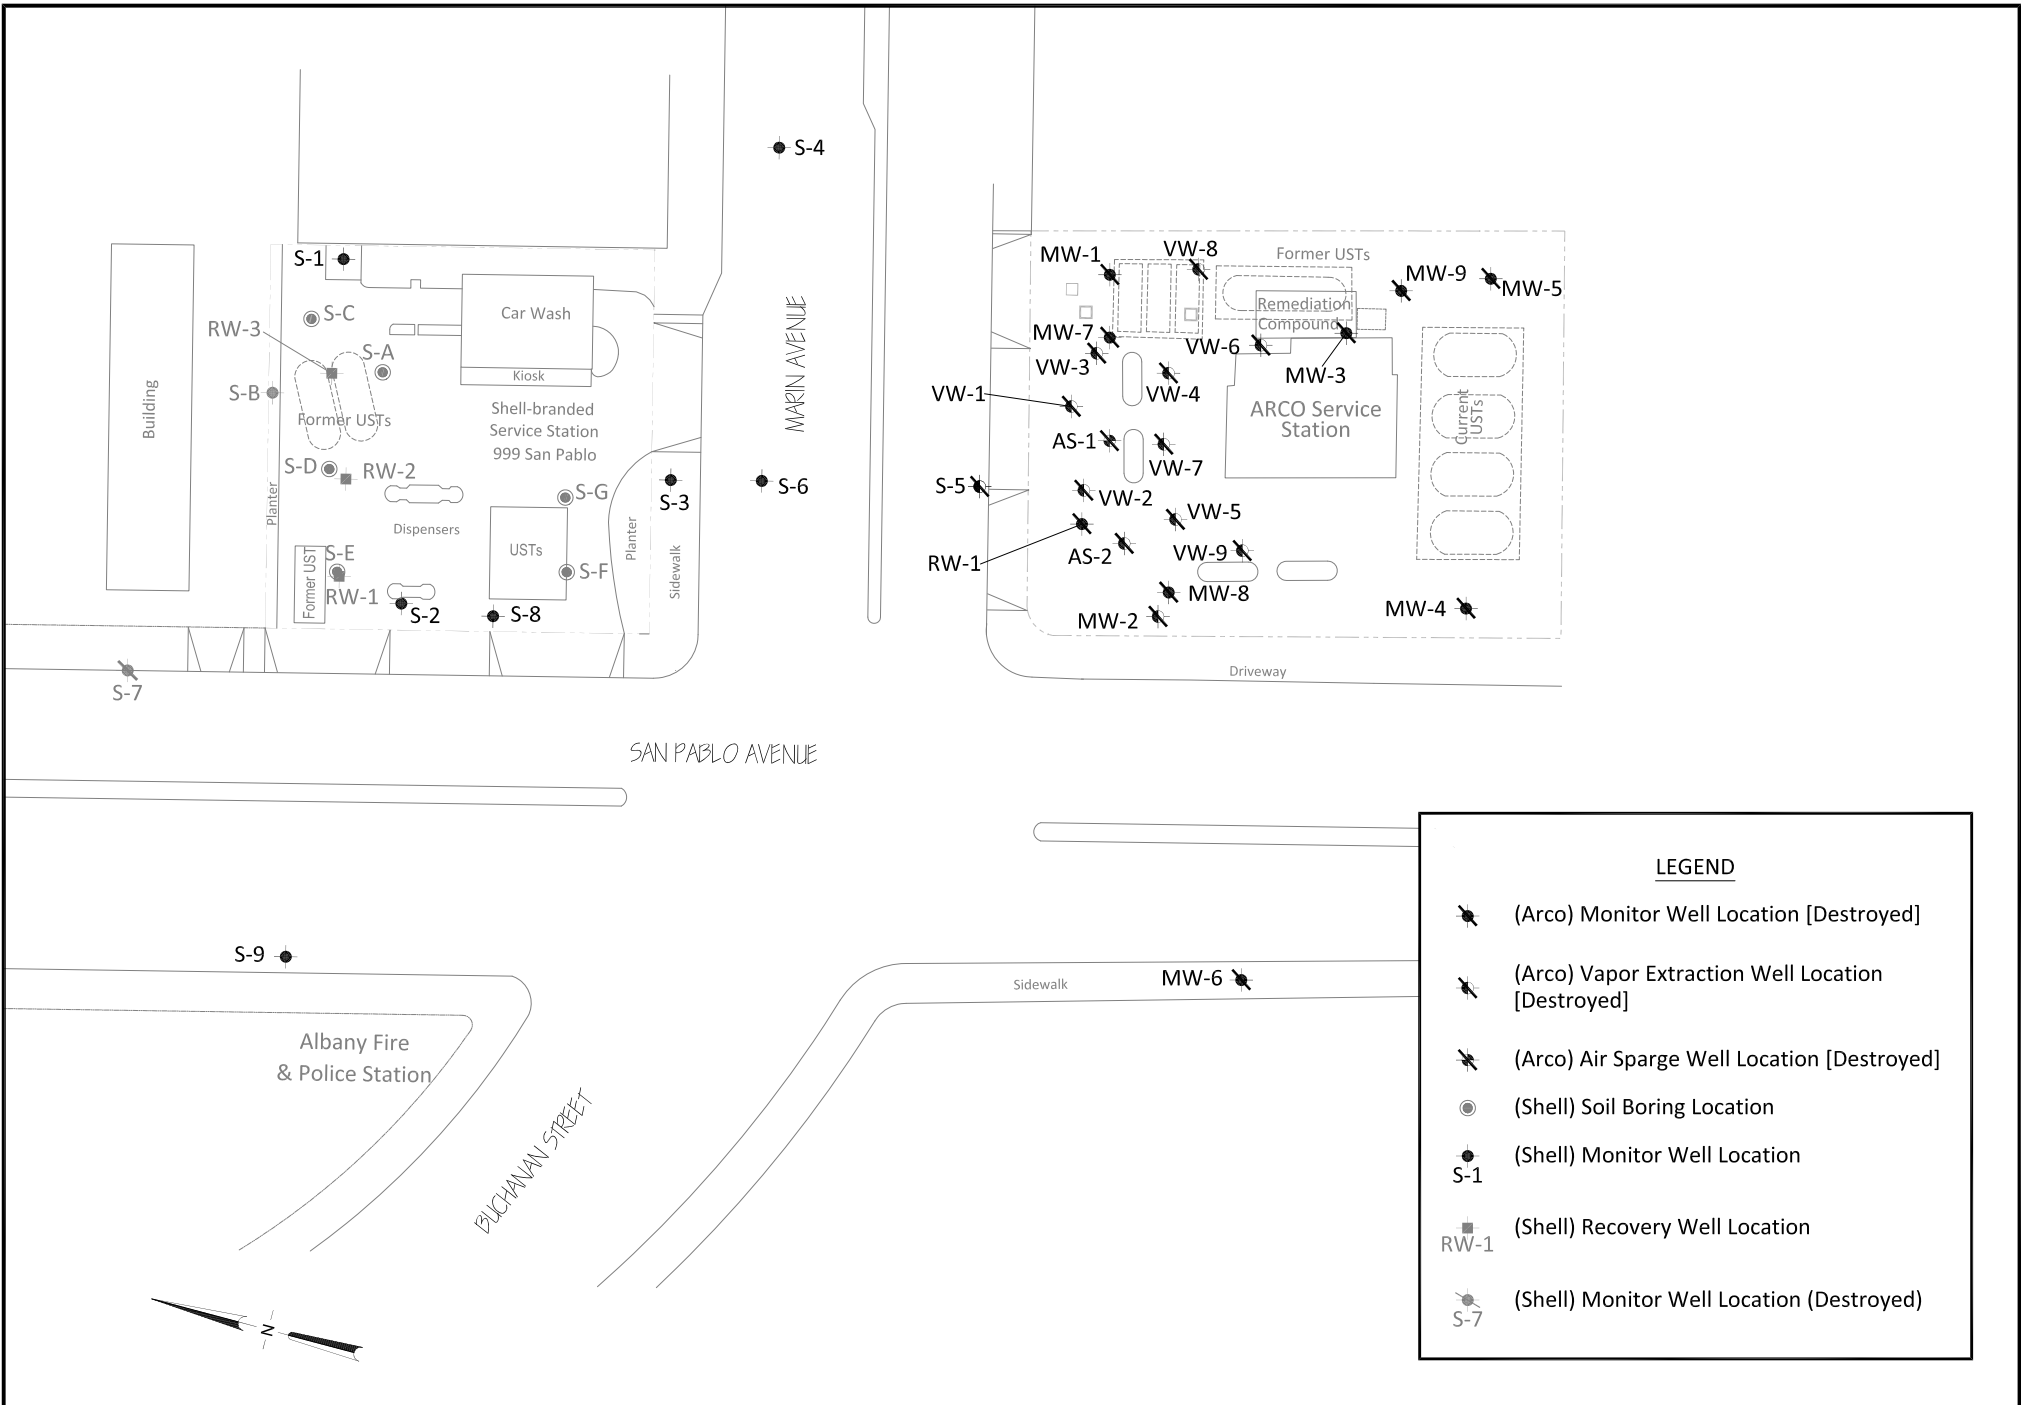 S-4
S-1
S-C
RW-3
S-A
S-B
Former USTs
Car Wash
Kiosk
Shell-branded
Service Station
999 San Pablo
Building
S-D
RW-2
S-G
Planter
Dispensers
USTs
Planter
S-3
S-6
Sidewalk
S-E
Former UST
RW-1
S-F
S-2
S-8
S-7
MARIN AVENUE
MW-1
VW-8
Former USTs
MW-9
MW-5
Remediation
Compound
MW-7
VW-3
VW-6
MW-3
VW-4
VW-1
ARCO Service
Station
Current
USTs
AS-1
VW-7
S-5
VW-2
VW-5
RW-1
AS-2
VW-9
MW-8
MW-2
MW-4
Driveway
SAN PABLO AVENUE
S-9
MW-6
Sidewalk
Albany Fire
& Police Station
BUCHANAN STREET
N
LEGEND
(Arco) Monitor Well Location [Destroyed]
(Arco) Vapor Extraction Well Location
[Destroyed]
(Arco) Air Sparge Well Location [Destroyed]
(Shell) Soil Boring Location
(Shell) Monitor Well Location
S-1
(Shell) Recovery Well Location
RW-1
(Shell) Monitor Well Location (Destroyed)
S-7